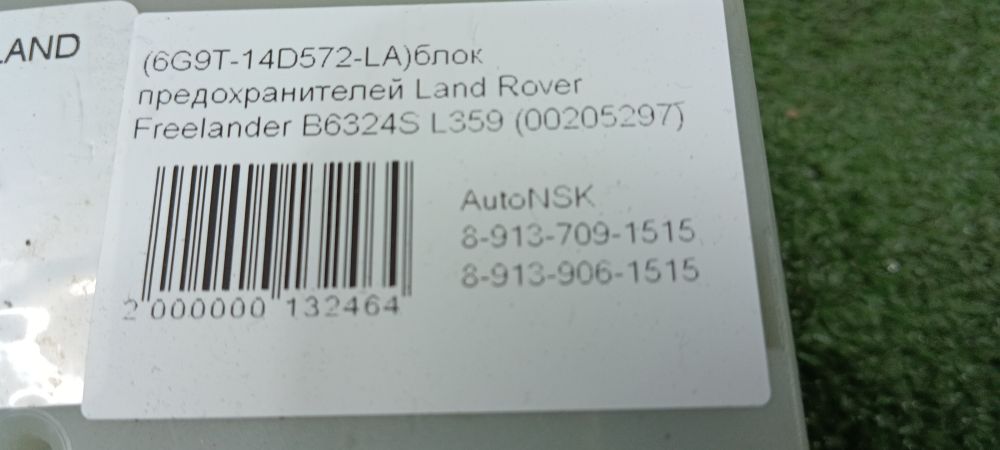 LAND
(6G9T-14D572-LA)блок
предохранителей Land Rover
Freelander B6324S L359 (00205297)
AutoNSK
8-913-709-1515
8-913-906-1515
2 000000 132464